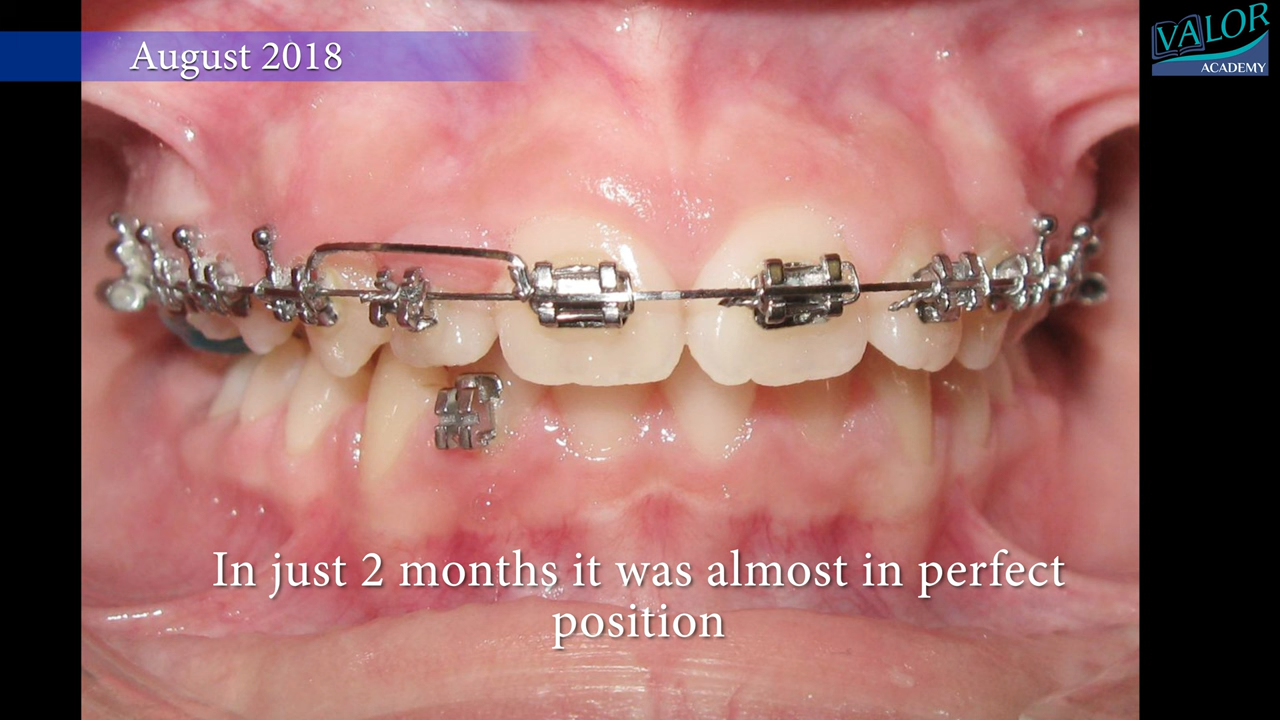 August 2018
VALOR
ACADEMY
In just 2 months it was almost in perfect
position